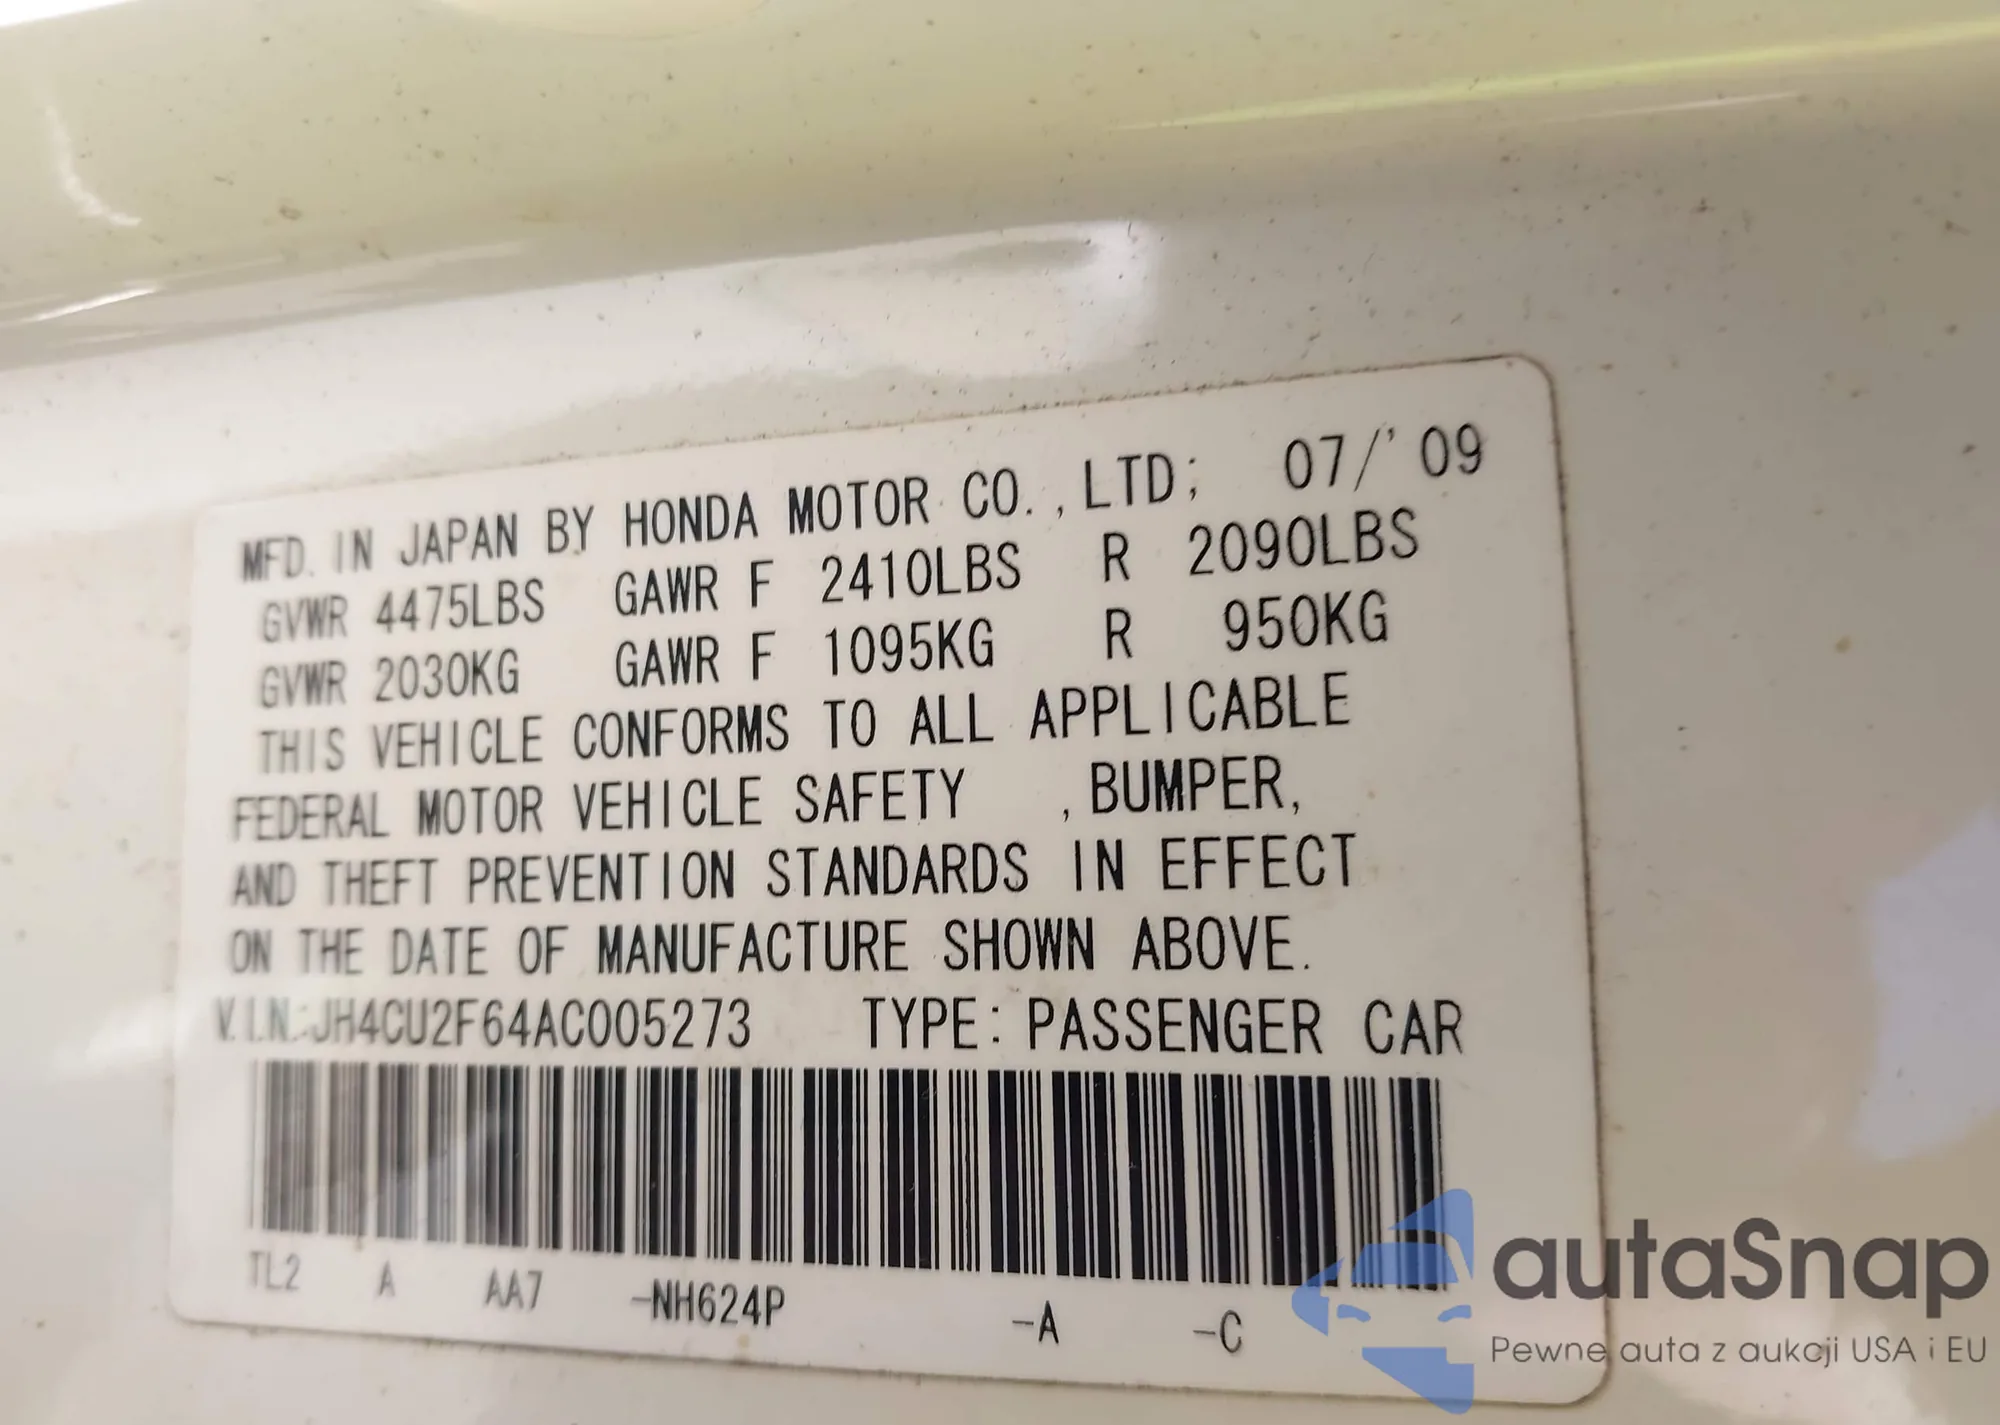 MFD. IN JAPAN BY HONDA MOTOR CO.,LTD; 07/'09
GVWR 4475LBS GAWR F 2410LBS R 2090LBS
GVWR 2030KG GAWR F 1095KG R 950KG
THIS VEHICLE CONFORMS TO ALL APPLICABLE
FEDERAL MOTOR VEHICLE SAFETY ,BUMPER,
AND THEFT PREVENTION STANDARDS IN EFFECT
ON THE DATE OF MANUFACTURE SHOWN ABOVE.
V.I.N.:JH4CU2F64AC005273 TYPE: PASSENGER CAR
TL2 A AA7 -NH624P -A -C
autaSnap
Pewne auta z aukcji USA i EU